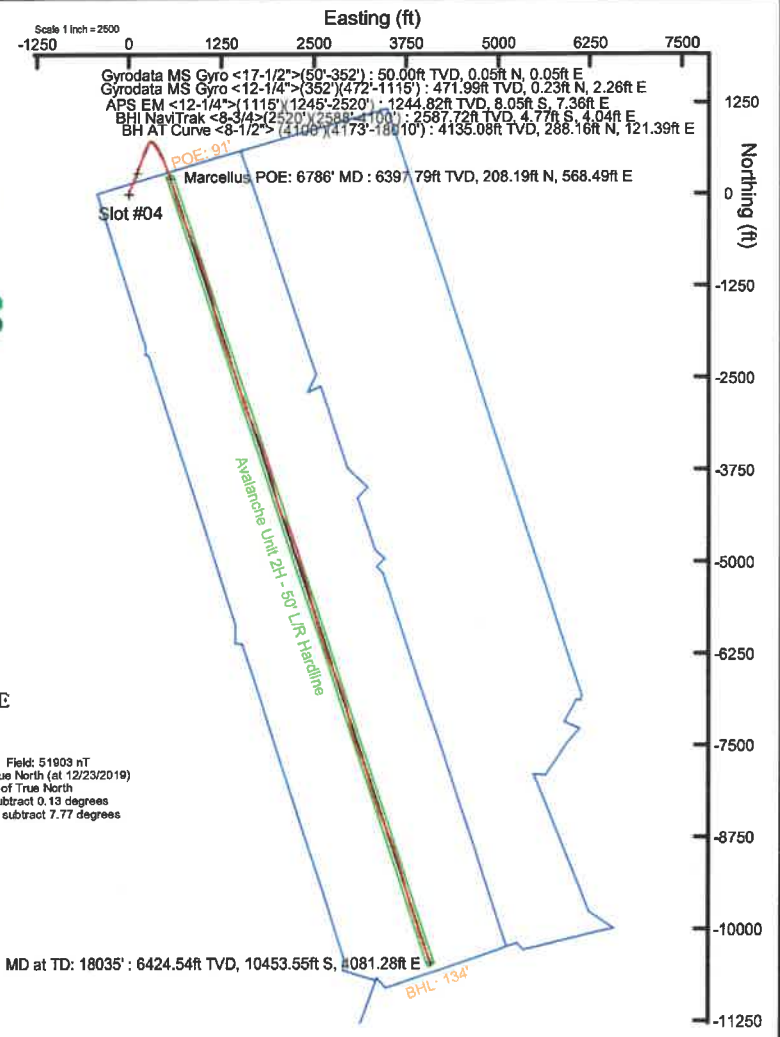 Easting (ft)
Scale 1 Inch = 2500
-1250 0 1250 2500 3750 5000 6250 7500
Gyrodata MS Gyro <17-1/2">(50'-352') : 50.00ft TVD, 0.05ft N, 0.05ft E
Gyrodata MS Gyro <12-1/4">(352')(472'-1115') : 471.99ft TVD, 0.23ft N, 2.26ft E
APS EM <12-1/4">(1115')(1245'-2520') : 1244.82ft TVD, 8.05ft S, 7.36ft E
BHI NaviTrak <8-3/4>(2520')(2588'-4100') : 2587.72ft TVD, 4.77ft S, 4.04ft E
BH AT Curve <8-1/2"> (4100')(4173'-18010') : 4135.08ft TVD, 288.16ft N, 121.39ft E
POE: 91'
Marcellus POE: 6786' MD : 6397.79ft TVD, 208.19ft N, 568.49ft E
Slot #04
Northing (ft)
1250
0
-1250
-2500
-3750
-5000
-6250
-7500
-8750
-10000
-11250
Avalanche Unit 2H - 50' L/R Hardline
E
Field: 51903 nT
ue North (at 12/23/2019)
of True North
ubtract 0.13 degrees
subtract 7.77 degrees
MD at TD: 18035' : 6424.54ft TVD, 10453.55ft S, 4081.28ft E
BHL: 134'